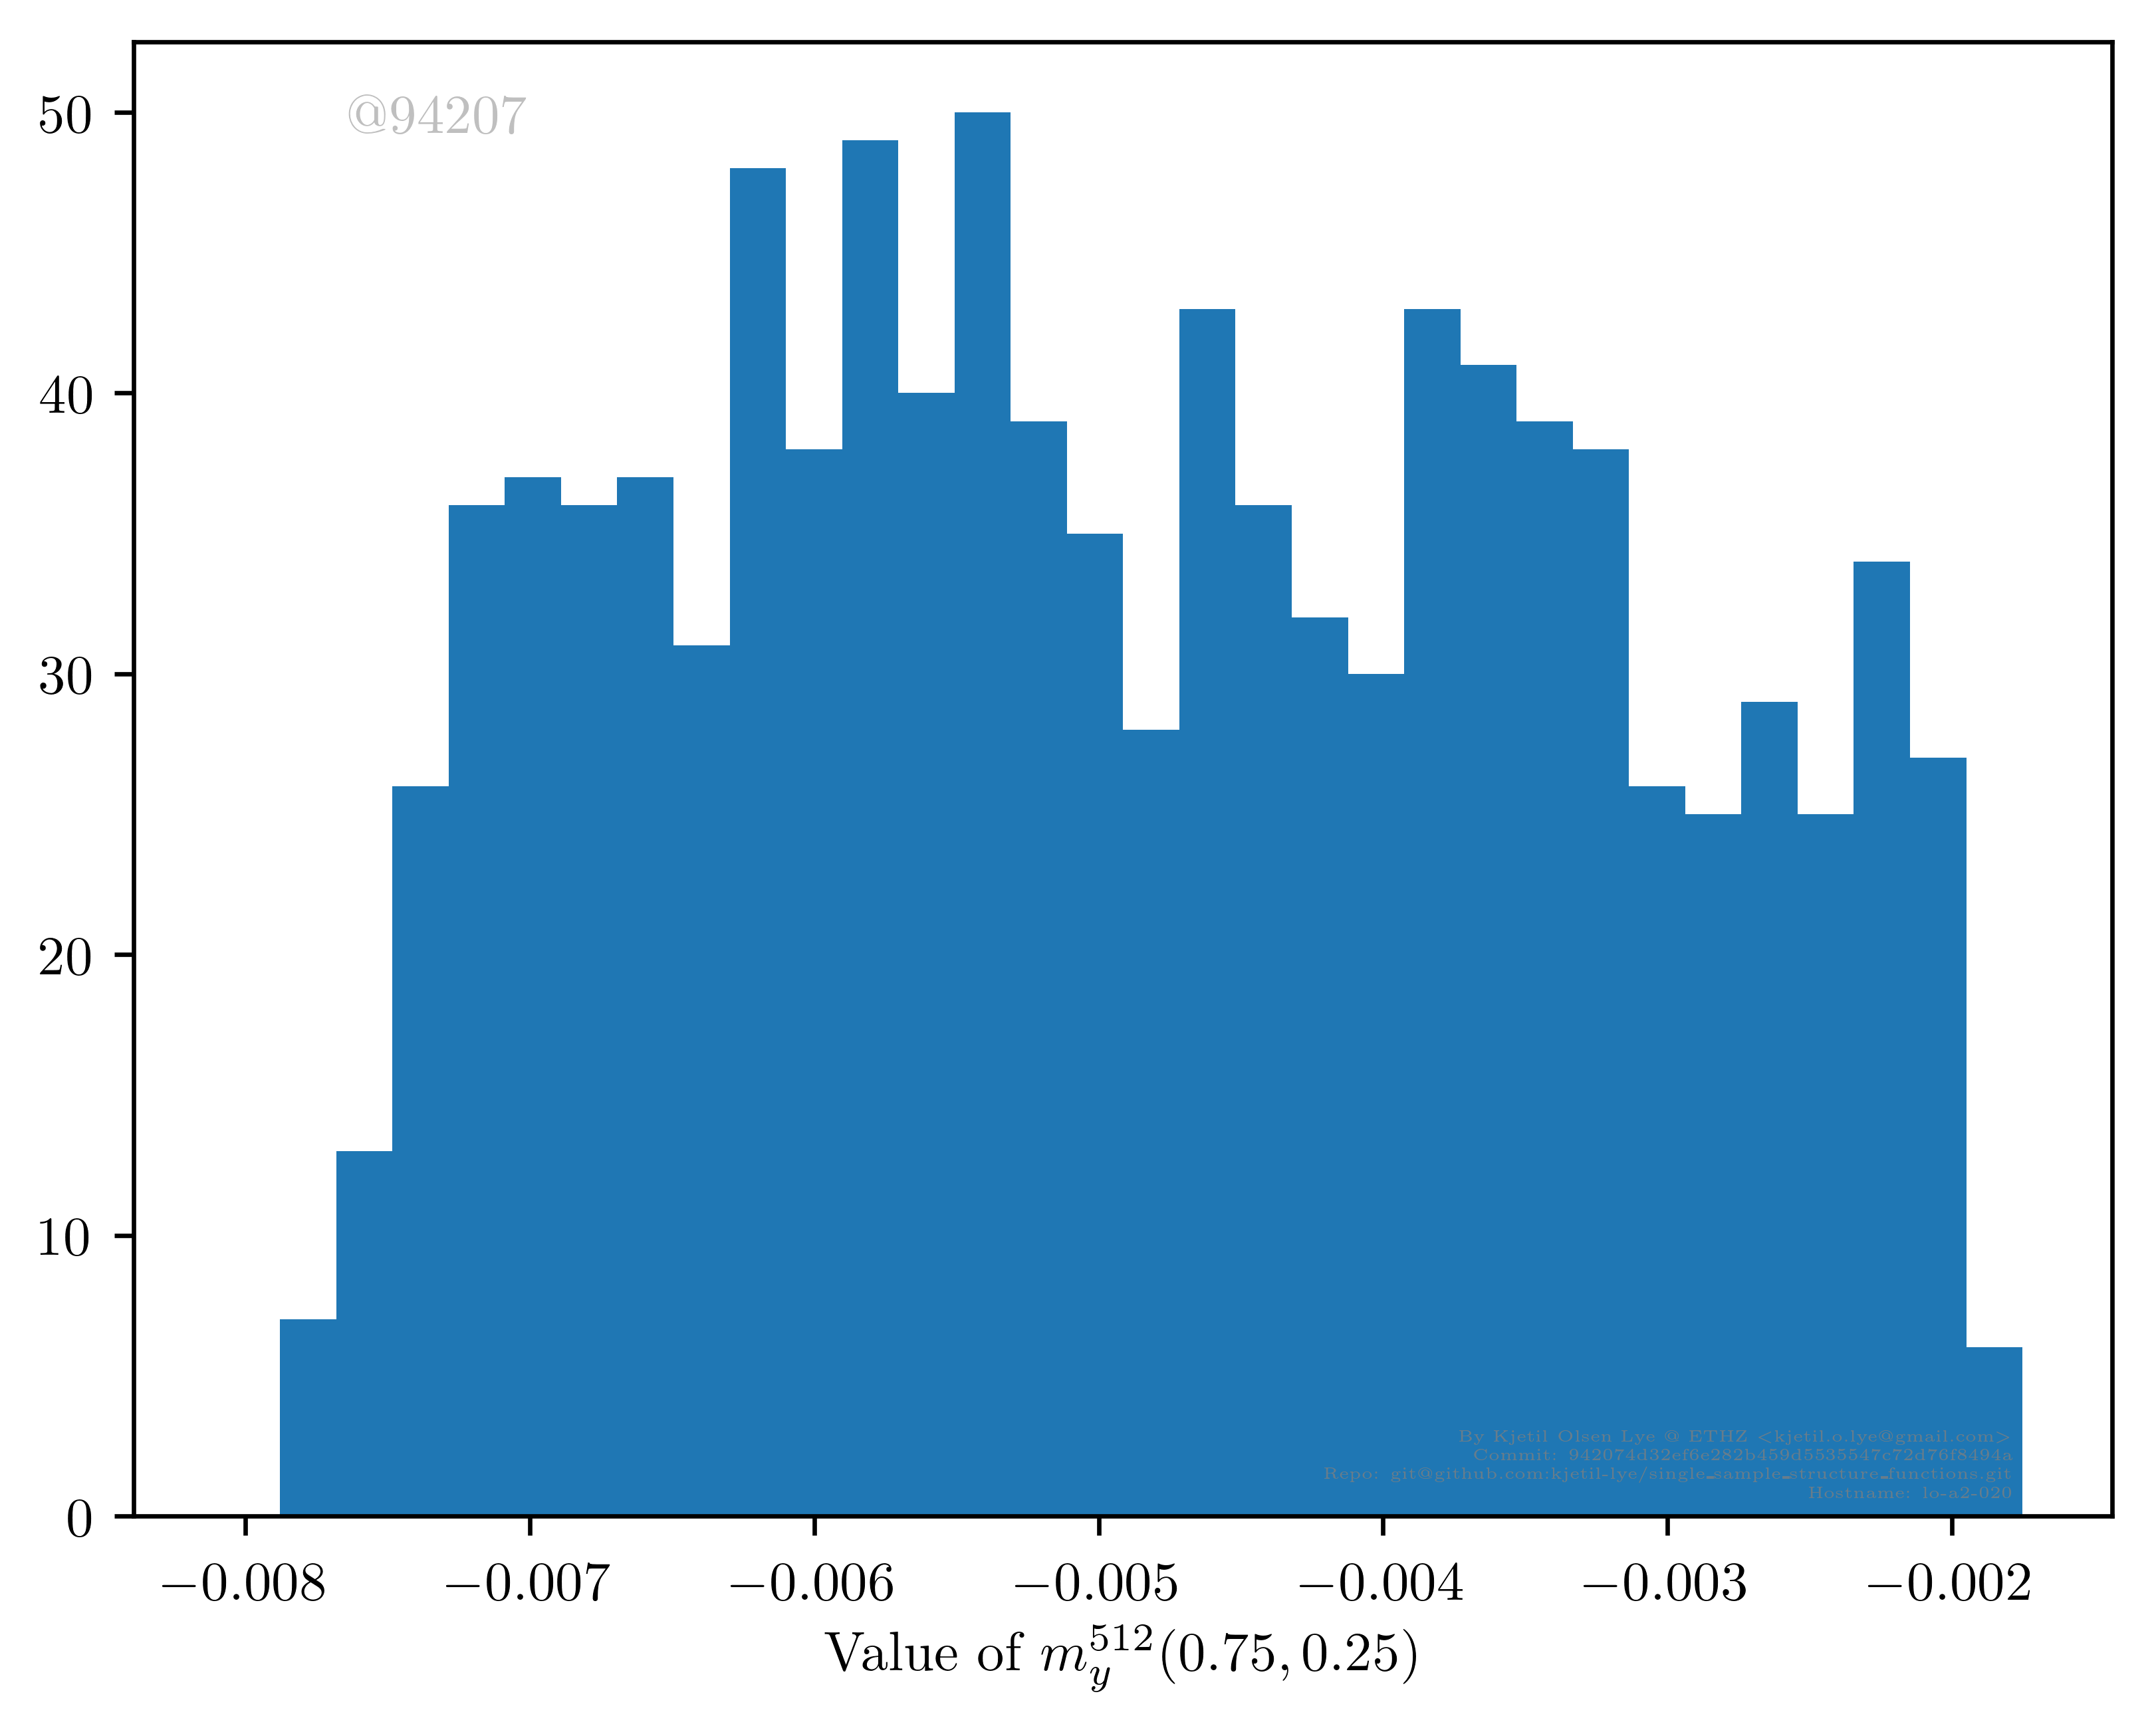 @94207
50
40
30
20
10
0
−0.008 −0.007 −0.006 −0.005 −0.004 −0.003 −0.002
Value of $m_y^{512}(0.75, 0.25)$
By Kjetil Olsen Lye @ ETHZ <kjetil.o.lye@gmail.com>
Commit: 942074d32ef6e282b459d5535547c72d76f8494a
Repo: git@github.com:kjetil-lye/single_sample_structure_functions.git
Hostname: lo-a2-020